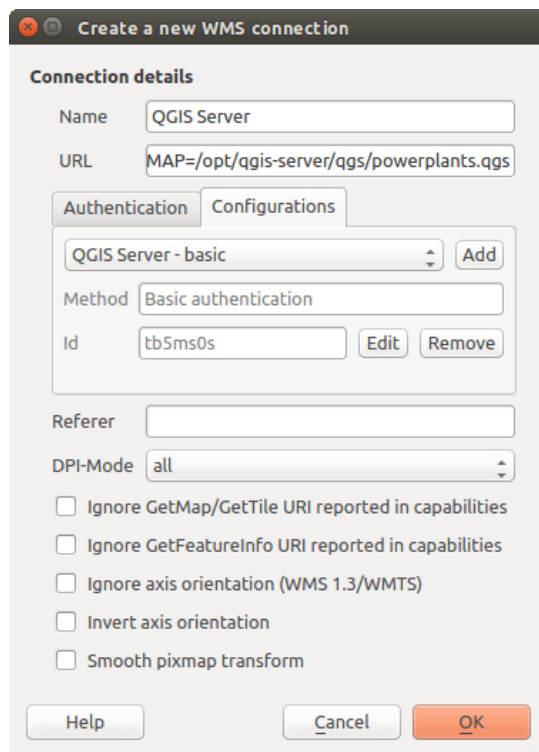 Create a new WMS connection
Connection details
Name QGIS Server
URL MAP=/opt/qgis-server/qgs/powerplants.qgs
Authentication Configurations
QGIS Server - basic Add
Method Basic authentication
Id tb5ms0s Edit Remove
Referer
DPI-Mode all
Ignore GetMap/GetTile URI reported in capabilities
Ignore GetFeatureInfo URI reported in capabilities
Ignore axis orientation (WMS 1.3/WMTS)
Invert axis orientation
Smooth pixmap transform
Help Cancel OK